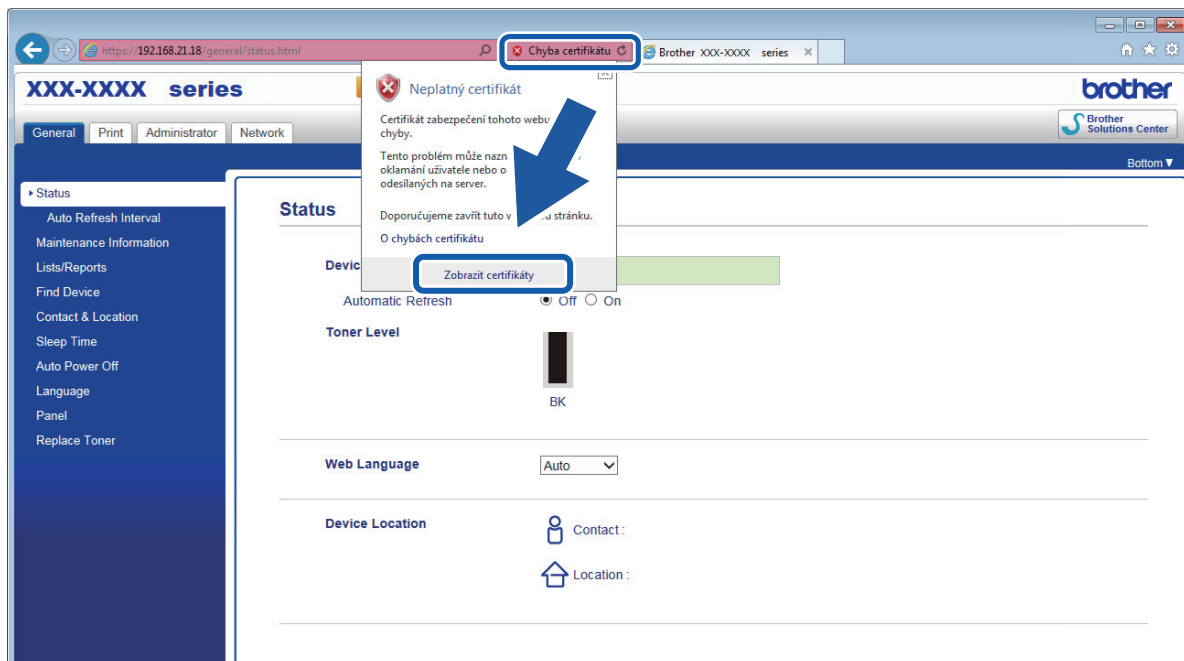 https://192.168.21.18/general/status.html
Chyba certifikátu
Brother XXX-XXXX series
XXX-XXXX series
brother
General Print Administrator Network
Brother
Solutions Center
Bottom▼
Neplatný certifikát
Certifikát zabezpečení tohoto webu
chyby.
Tento problém může
oklamání uživatele nebo
odesílaných na server.
Doporučujeme zavřít tuto stránku.
O chybách certifikátu
Zobrazit certifikáty
Status
Auto Refresh Interval
Maintenance Information
Lists/Reports
Find Device
Contact & Location
Sleep Time
Auto Power Off
Language
Panel
Replace Toner
Status
Automatic Refresh Off On
Toner Level
BK
Web Language Auto
Device Location Contact :
Location :